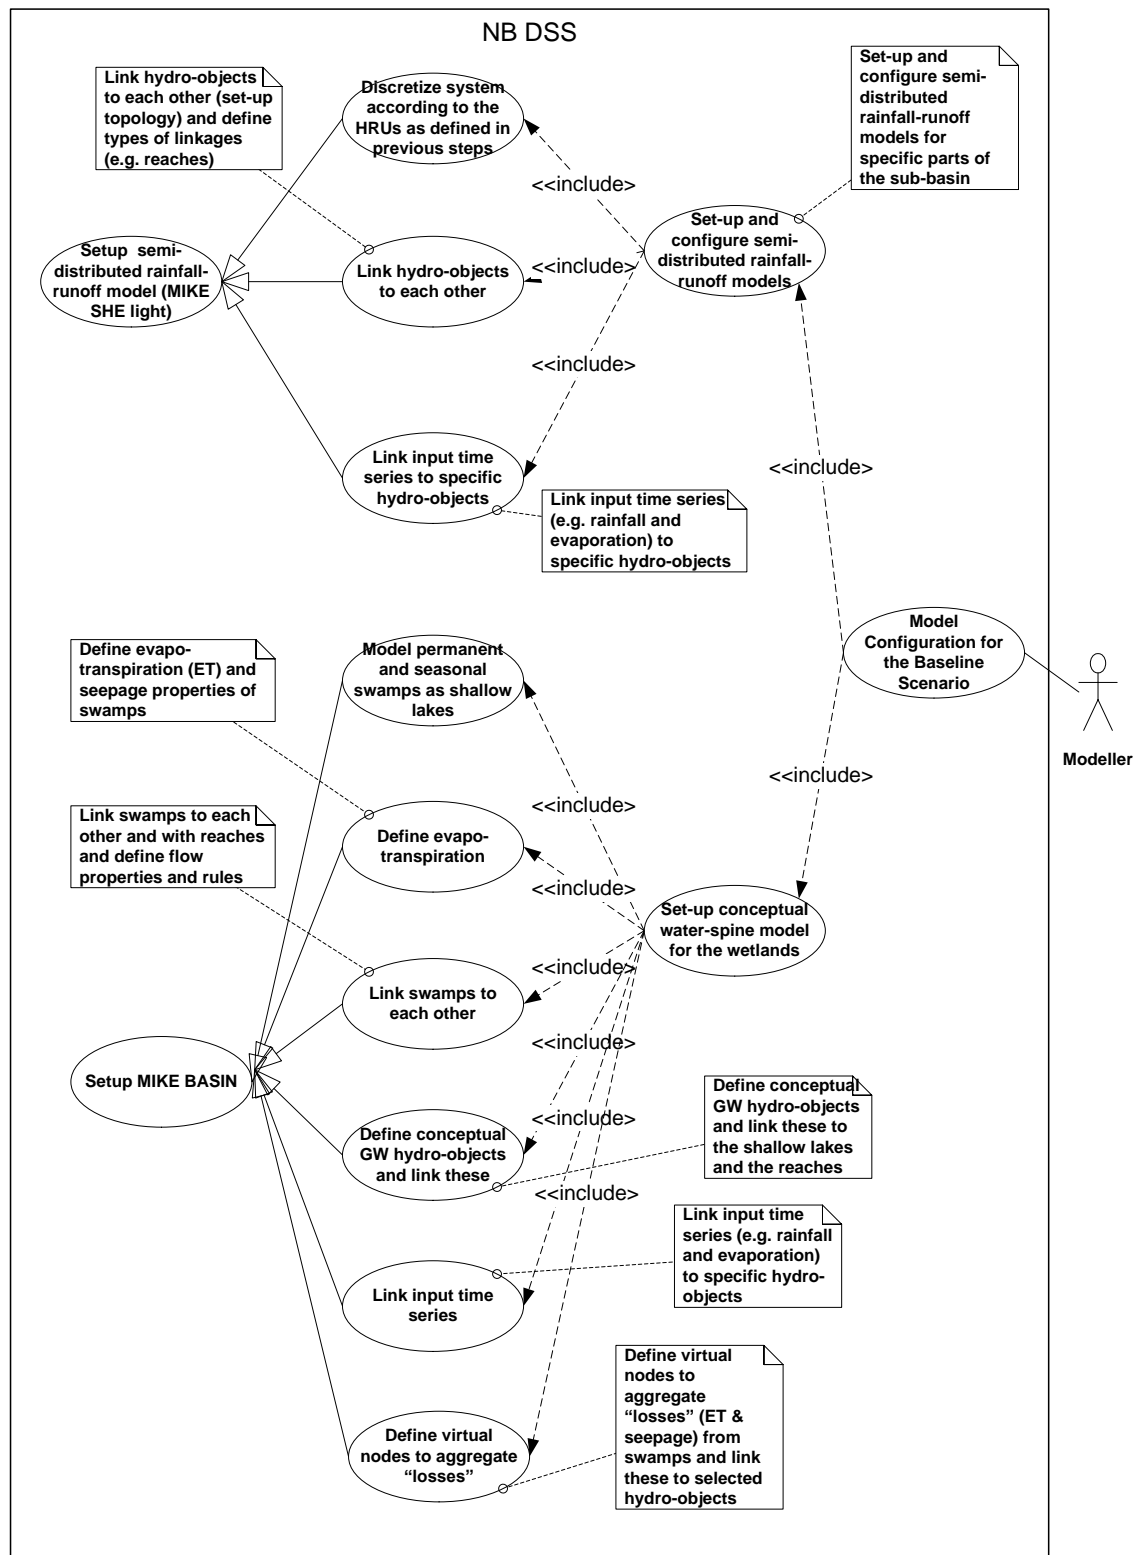 NB DSS
Link hydro-objects
to each other (set-up
topology) and define
types of linkages
(e.g. reaches)
Discretize system
according to the
HRUs as defined in
previous steps
Set-up and
configure semi-
distributed
rainfall-runoff
models for
specific parts of
the sub-basin
<<include>
Setup semi-
distributed rainfall-
runoff model (MIKE
SHE light)
Link hydro-objects
to each other
<<include>
Set-up and
configure semi-
distributed rainfall-
runoff models
<<include>
Link input time
series to specific
hydro-objects
<<include>
Link input time series
(e.g. rainfall and
evaporation) to
specific hydro-objects
Model
Configuration for
the Baseline
Scenario
Modeller
Define evapo-
transpiration (ET) and
seepage properties of
swamps
Model permanent
and seasonal
swamps as shallow
lakes
<<include>
<<include>
Link swamps to each
other and with reaches
and define flow
properties and rules
Define evapo-
transpiration
<<include>
Set-up conceptual
water-spine model
for the wetlands
<<include>
Link swamps to
each other
<<include>
Setup MIKE BASIN
Define conceptual
GW hydro-objects
and link these
<<include>
Define conceptual
GW hydro-objects
and link these to
the shallow lakes
and the reaches
<<include>
Link input time
series (e.g. rainfall
and evaporation)
to specific hydro-
objects
Link input time
series
Define virtual
nodes to
aggregate
“losses” (ET &
seepage) from
swamps and link
these to selected
hydro-objects
Define virtual
nodes to aggregate
“losses”